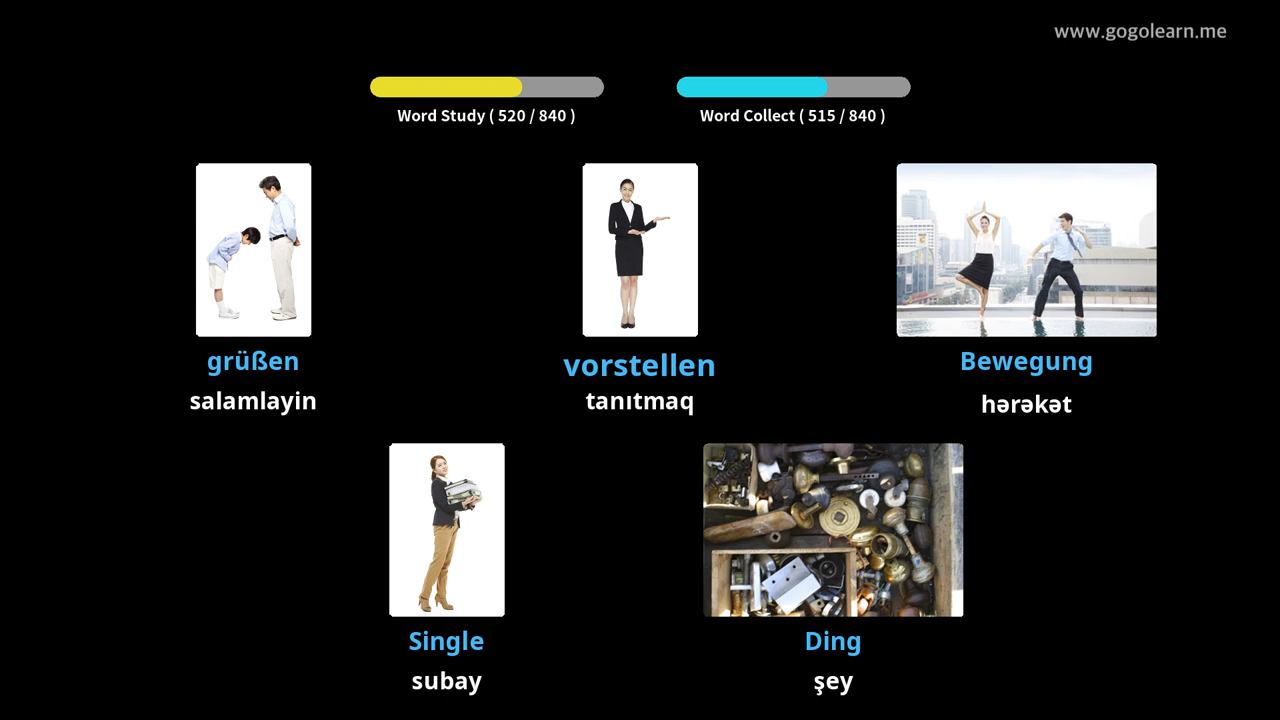 www.gogolearn.me
Word Study ( 520 / 840 )
Word Collect ( 515 / 840 )
grüßen
salamlayin
vorstellen
tanıtmaq
Bewegung
hərəkət
Single
subay
Ding
şey